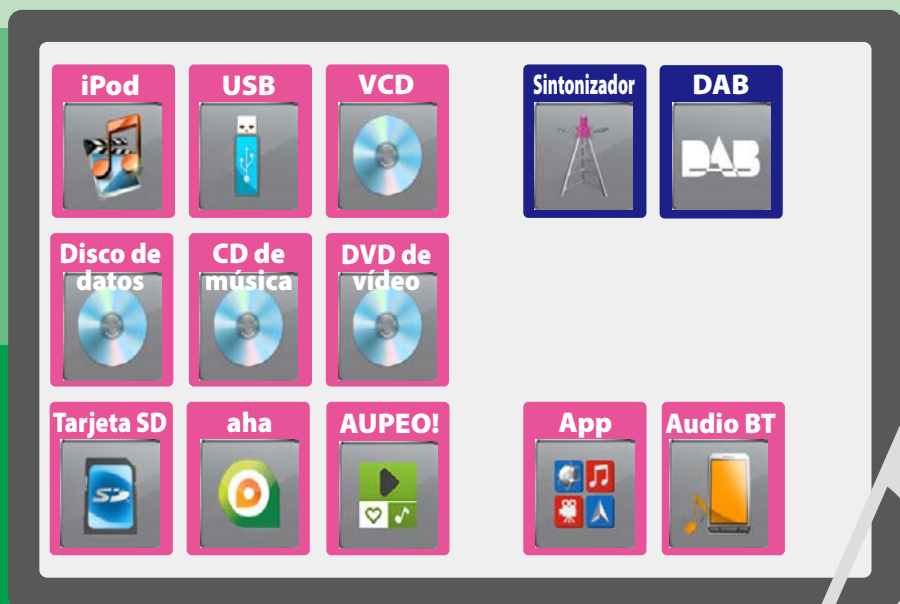 iPod
USB
VCD
Sintonizador
DAB
DAB
Disco de
datos
CD de
música
DVD de
vídeo
Tarjeta SD
SD
aha
AUPEO!
App
Audio BT